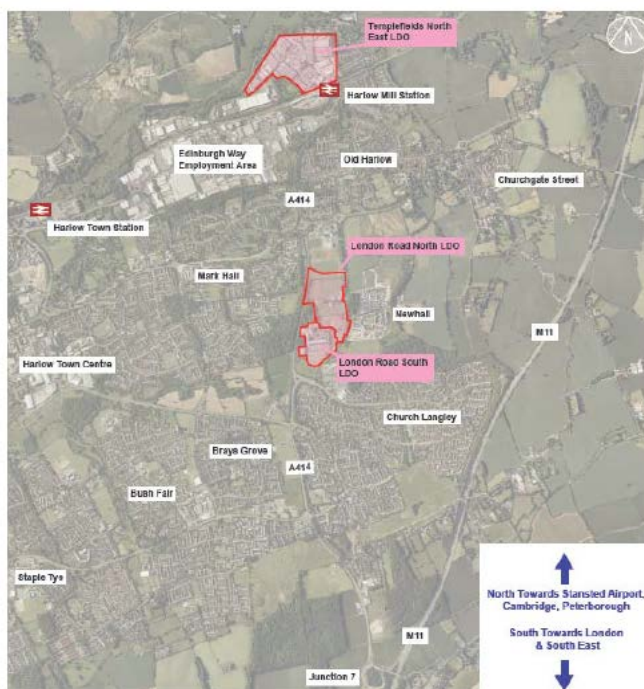 Templefields North
East LDO
N
Harlow Mill Station
Edinburgh Way
Employment Area
Old Harlow
Churchgate Street
A414
Harlow Town Station
London Road North LDO
Mark Hall
Newhall
M11
Harlow Town Centre
London Road South
LDO
Church Langley
Brays Grove
A414
Bush Fair
Staple Tye
North Towards Stansted Airport,
Cambridge, Peterborough
South Towards London
& South East
M11
Junction 7